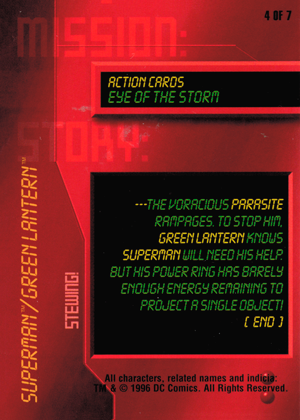 4 OF 7
MISSION:
ACTION CARDS
EYE OF THE STORM
STORY:
---THE VORACIOUS PARASITE
RAMPAGES. TO STOP HIM,
GREEN LANTERN KNOWS
SUPERMAN WILL NEED HIS HELP.
BUT HIS POWER RING HAS BARELY
ENOUGH ENERGY REMAINING TO
PROJECT A SINGLE OBJECT!
[ END ]
SUPERMAN™/GREEN LANTERN™
STEWING!
All characters, related names and indicia:
TM & © 1996 DC Comics. All Rights Reserved.